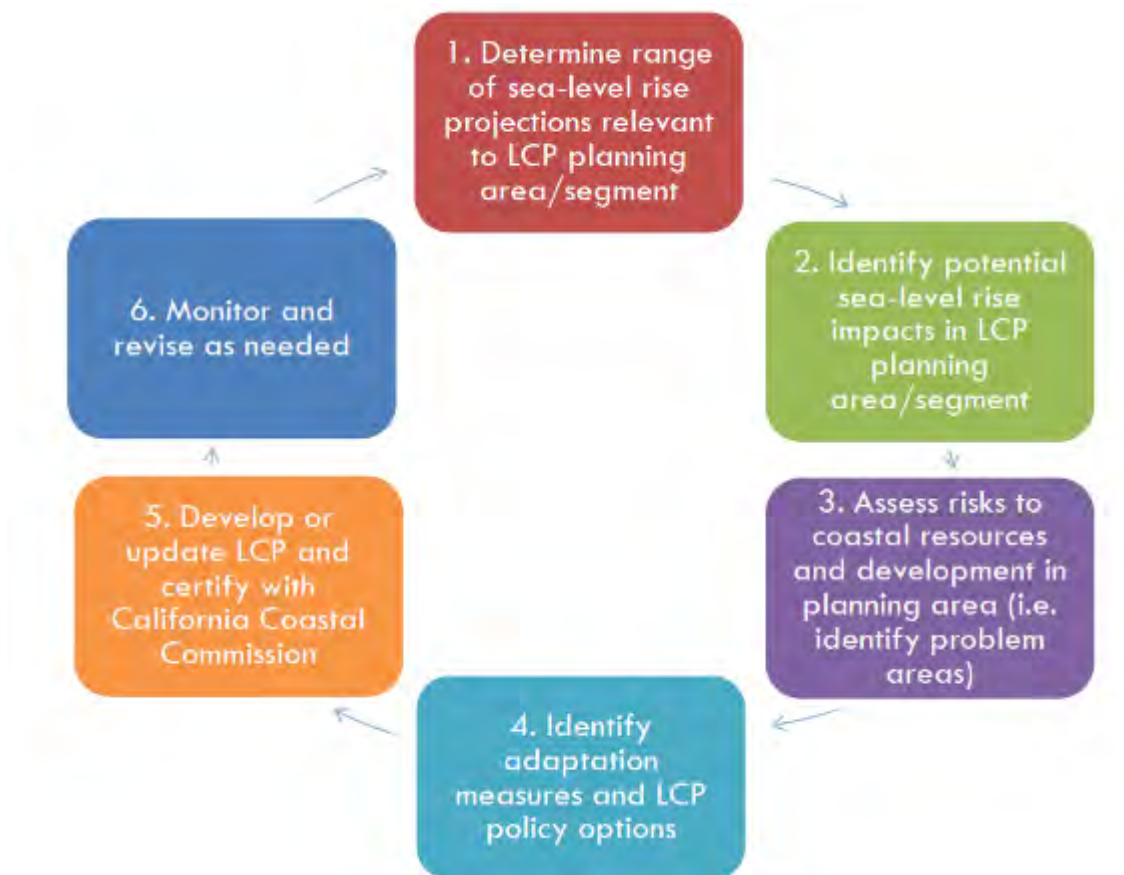 1. Determine range
of sea-level rise
projections relevant
to LCP planning
area/segment
2. Identify potential
sea-level rise
impacts in LCP
planning
area/segment
3. Assess risks to
coastal resources
and development in
planning area (i.e.
identify problem
areas)
4. Identify
adaptation
measures and LCP
policy options
5. Develop or
update LCP and
certify with
California Coastal
Commission
6. Monitor and
revise as needed